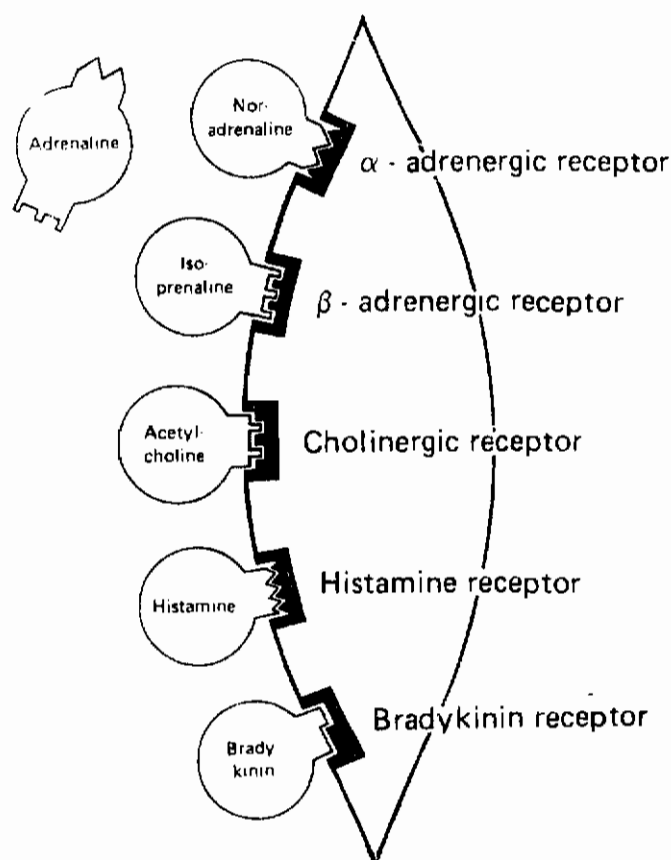 Nor-
adrenaline
Adrenaline
α - adrenergic receptor
Iso-
prenaline
β - adrenergic receptor
Acetyl-
choline
Cholinergic receptor
Histamine receptor
Histamine
Bradykinin receptor
Brady
kinin